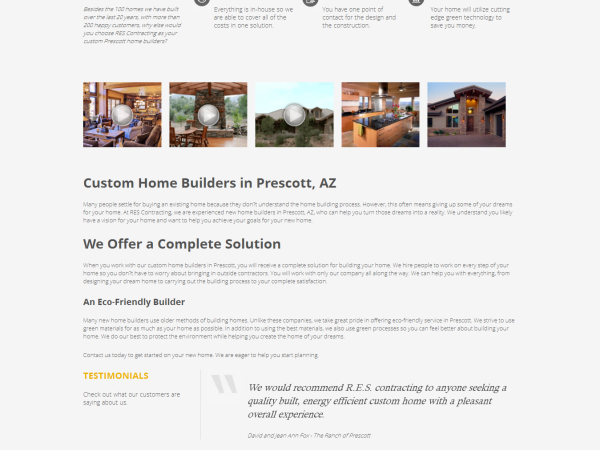 Besides the 100 homes we have built
over the last 20 years, with more than
200 happy customers, why else would
you choose RES Contracting as your
custom Prescott home builders?
Everything is in-house so we
are able to cover all of the
costs in one solution.
You have one point of
contact for the design and
the construction.
Your home will utilize cutting
edge green technology to
save you money.
Custom Home Builders in Prescott, AZ
Many people settle for buying an existing home because they don't understand the home building process. However, this often means giving up some of your dreams
for your home. At RES Contracting, we are experienced new home builders in Prescott, AZ, who can help you turn those dreams into a reality. We understand you likely
have a vision for your home and want to help you achieve your goals for your new home.
We Offer a Complete Solution
When you work with our custom home builders in Prescott, you will receive a complete solution for building your home. We hire people to work on every step of your
home so you don't have to worry about bringing in outside contractors. You will work with only our company all along the way. We can help you with everything, from
designing your dream home to carrying out the building process to your complete satisfaction.
An Eco-Friendly Builder
Many new home builders use older methods of building homes. Unlike these companies, we take great pride in offering eco-friendly service in Prescott. We strive to use
green materials for as much of your home as possible. In addition to using the best materials, we also use green processes so you can feel better about building your
home. We do our best to protect the environment while helping you create the home of your dreams.
Contact us today to get started on your new home. We are eager to help you start planning.
TESTIMONIALS
Check out what our customers are
saying about us.
We would recommend R.E.S. contracting to anyone seeking a
quality built, energy efficient custom home with a pleasant
overall experience.
David and Jean Ann Fox - The Ranch of Prescott